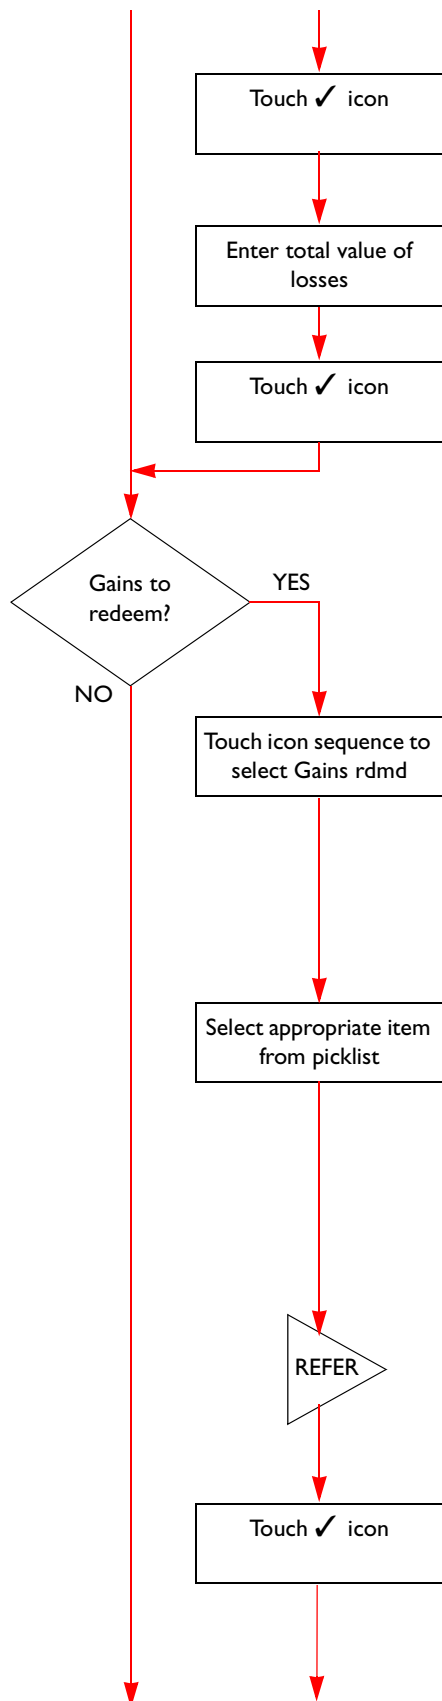 Touch ✓ icon
Enter total value of
losses
Touch ✓ icon
Gains to
redeem?
YES
NO
Touch icon sequence to
select Gains rdmd
Select appropriate item
from picklist
REFER
Touch ✓ icon